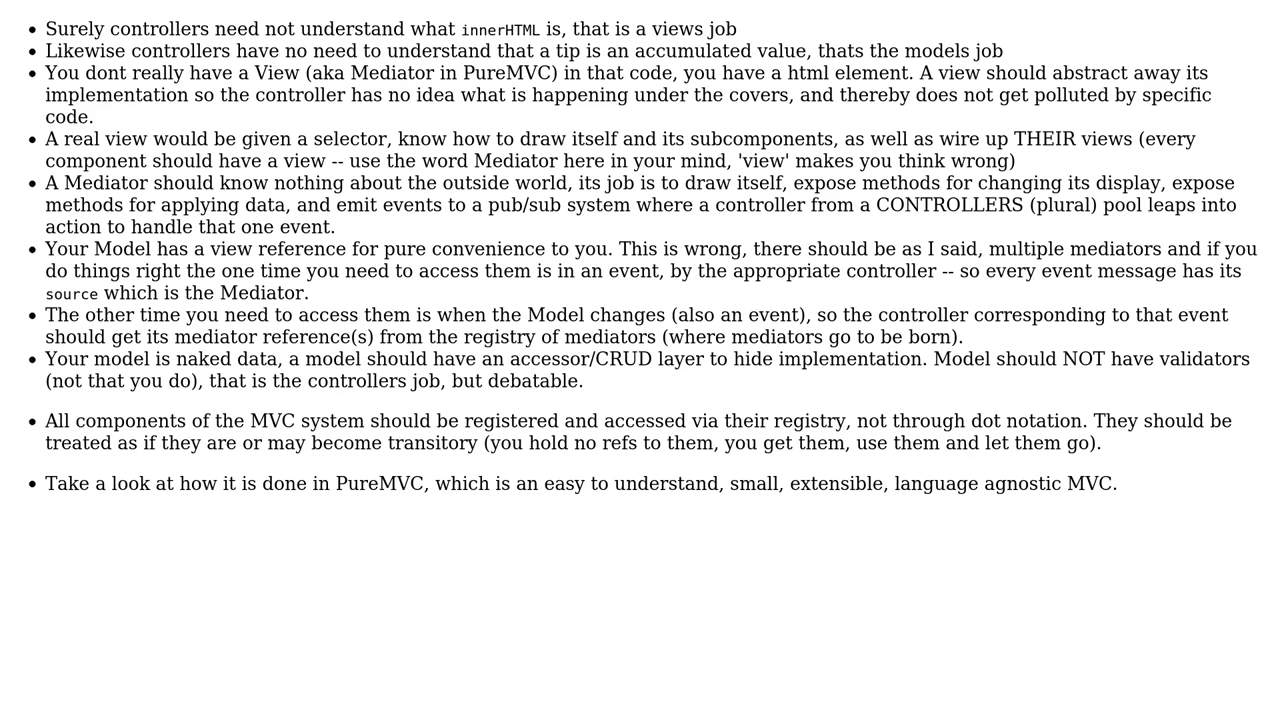 Surely controllers need not understand what innerHTML is, that is a views job
Likewise controllers have no need to understand that a tip is an accumulated value, thats the models job
You dont really have a View (aka Mediator in PureMVC) in that code, you have a html element. A view should abstract away its
implementation so the controller has no idea what is happening under the covers, and thereby does not get polluted by specific
code.
A real view would be given a selector, know how to draw itself and its subcomponents, as well as wire up THEIR views (every
component should have a view -- use the word Mediator here in your mind, 'view' makes you think wrong)
A Mediator should know nothing about the outside world, its job is to draw itself, expose methods for changing its display, expose
methods for applying data, and emit events to a pub/sub system where a controller from a CONTROLLERS (plural) pool leaps into
action to handle that one event.
Your Model has a view reference for pure convenience to you. This is wrong, there should be as I said, multiple mediators and if you
do things right the one time you need to access them is in an event, by the appropriate controller -- so every event message has its
source which is the Mediator.
The other time you need to access them is when the Model changes (also an event), so the controller corresponding to that event
should get its mediator reference(s) from the registry of mediators (where mediators go to be born).
Your model is naked data, a model should have an accessor/CRUD layer to hide implementation. Model should NOT have validators
(not that you do), that is the controllers job, but debatable.
All components of the MVC system should be registered and accessed via their registry, not through dot notation. They should be
treated as if they are or may become transitory (you hold no refs to them, you get them, use them and let them go).
Take a look at how it is done in PureMVC, which is an easy to understand, small, extensible, language agnostic MVC.